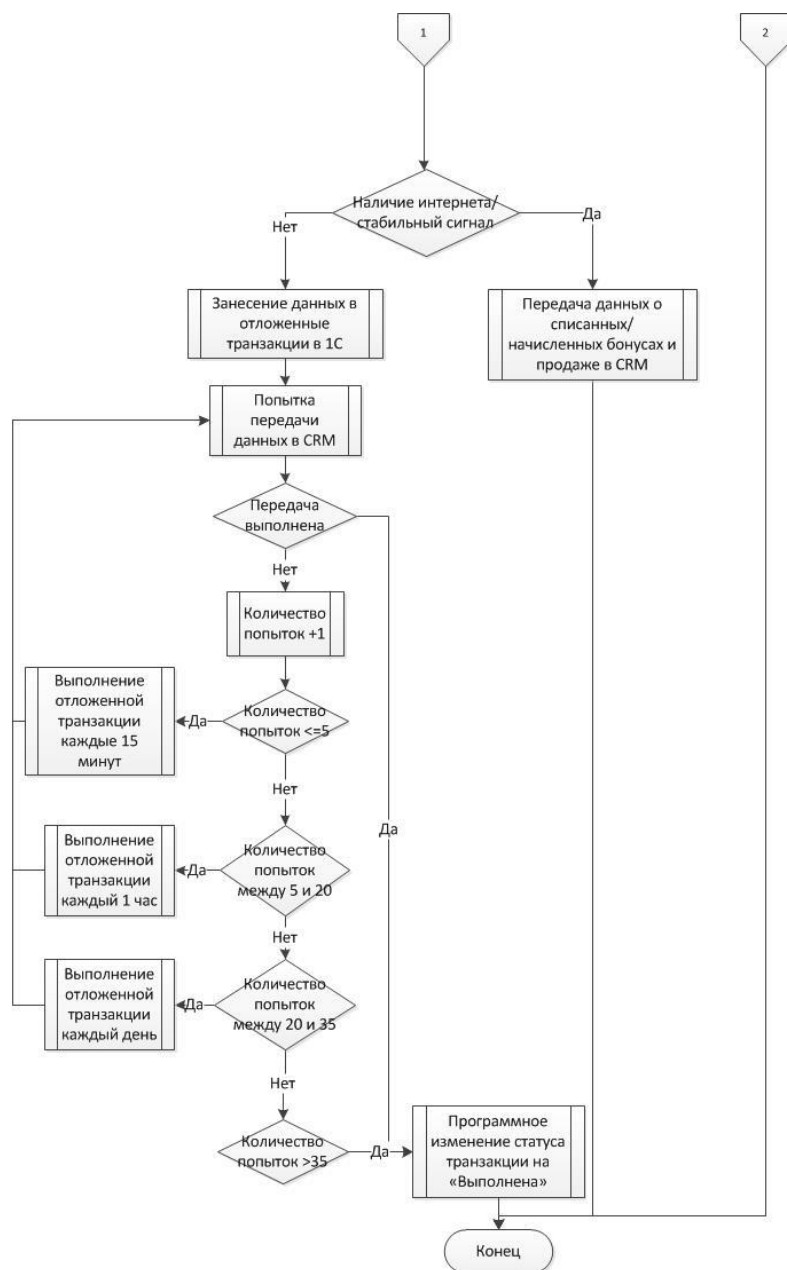 1
2
Наличие интернета/
стабильный сигнал
Нет
Да
Занесение данных в
отложенные
транзакции в 1С
Передача данных о
списанных/
начисленных бонусах и
продаже в CRM
Попытка
передачи
данных в CRM
Передача
выполнена
Нет
Количество
попыток +1
Выполнение
отложенной
транзакции
каждые 15
минут
Да
Количество
попыток <=5
Нет
Да
Выполнение
отложенной
транзакции
каждый 1 час
Да
Количество
попыток
между 5 и 20
Нет
Выполнение
отложенной
транзакции
каждый день
Да
Количество
попыток
между 20 и 35
Нет
Количество
попыток >35
Да
Программное
изменение статуса
транзакции на
«Выполнена»
Конец